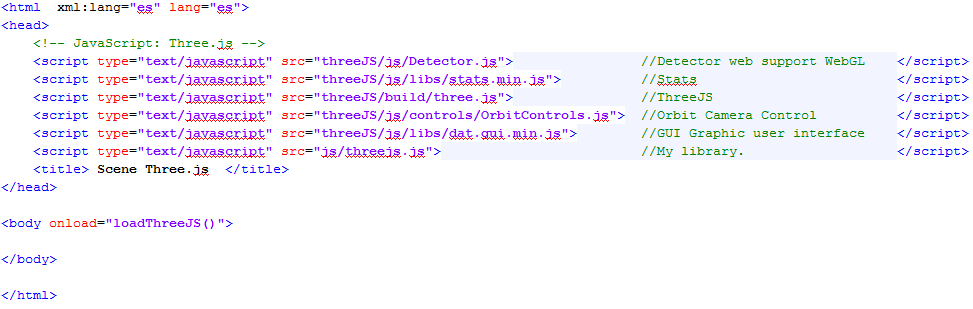 <html  xml:lang="es" lang="es">
<head>
    <!-- JavaScript: Three.js -->
    <script type="text/javascript" src="threeJS/js/Detector.js">                //Detector web support WebGL    </script>
    <script type="text/javascript" src="threeJS/js/libs/stats.min.js">          //Stats                         </script>
    <script type="text/javascript" src="threeJS/build/three.js">                //ThreeJS                       </script>
    <script type="text/javascript" src="threeJS/js/controls/OrbitControls.js">  //Orbit Camera Control          </script>
    <script type="text/javascript" src="threeJS/js/libs/dat.gui.min.js">        //GUI Graphic user interface    </script>
    <script type="text/javascript" src="js/threejs.js">                         //My library.                   </script>
    <title> Scene Three.js  </title>
</head>
<body onload="loadThreeJS()">
</body>
</html>